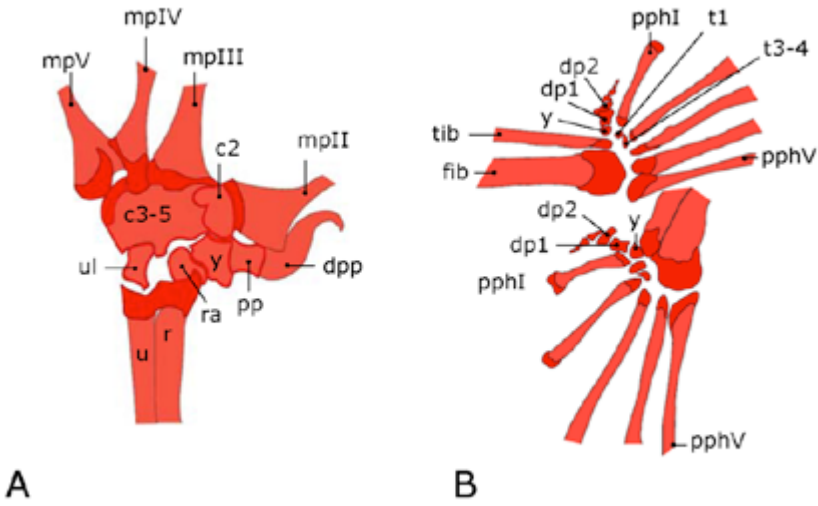 mpIV
mpV
mpIII
c2
mpII
c3-5
ul
y
dpp
ra
pp
u
r
A
pphI
t1
t3-4
dp2
dp1
y
tib
fib
pphV
dp2
y
dp1
pphI
pphV
B